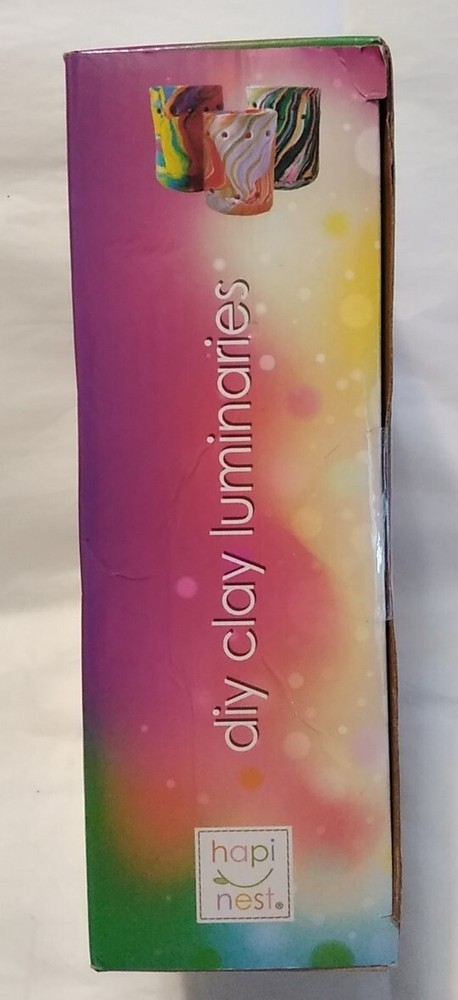 diy clay luminaries
hapi
nest®